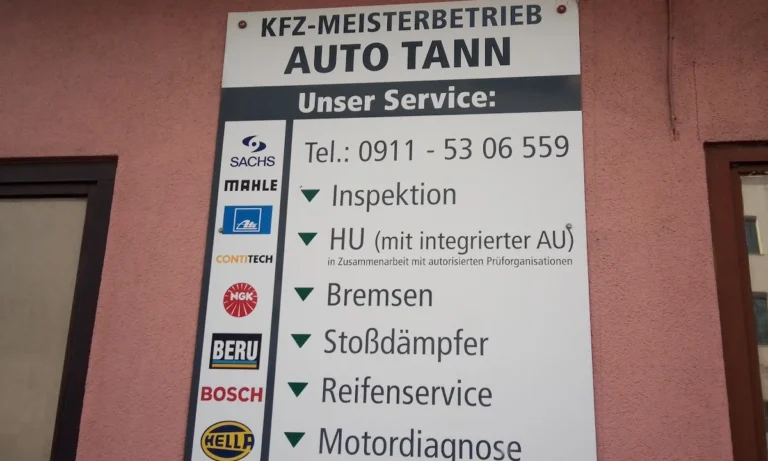 KFZ-MEISTERBETRIEB
AUTO TANN
Unser Service:
SACHS
MAHLE
Ate
CONTITECH
NGK
BERU
BOSCH
HELLA
Tel.: 0911 - 53 06 559
Inspektion
HU (mit integrierter AU)
in Zusammenarbeit mit autorisierten Prüforganisationen
Bremsen
Stoßdämpfer
Reifenservice
Motordiagnose